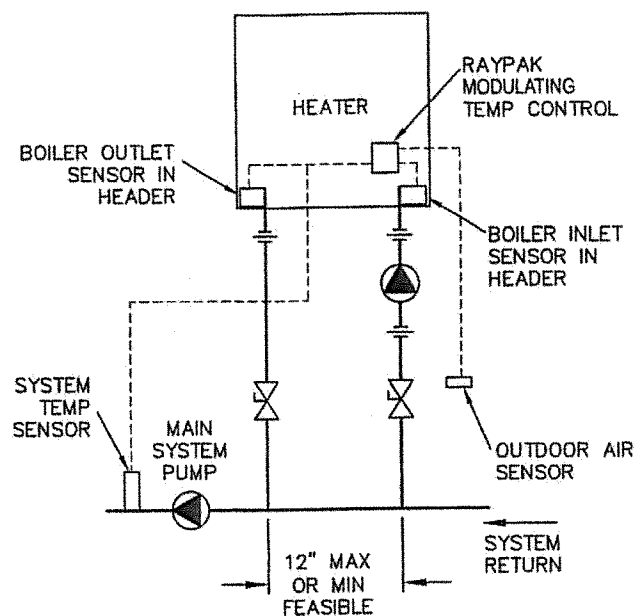 RAYPAK
MODULATING
TEMP CONTROL
HEATER
BOILER OUTLET
SENSOR IN
HEADER
BOILER INLET
SENSOR IN
HEADER
SYSTEM
TEMP
SENSOR
MAIN
SYSTEM
PUMP
OUTDOOR AIR
SENSOR
SYSTEM
RETURN
12" MAX
OR MIN
FEASIBLE